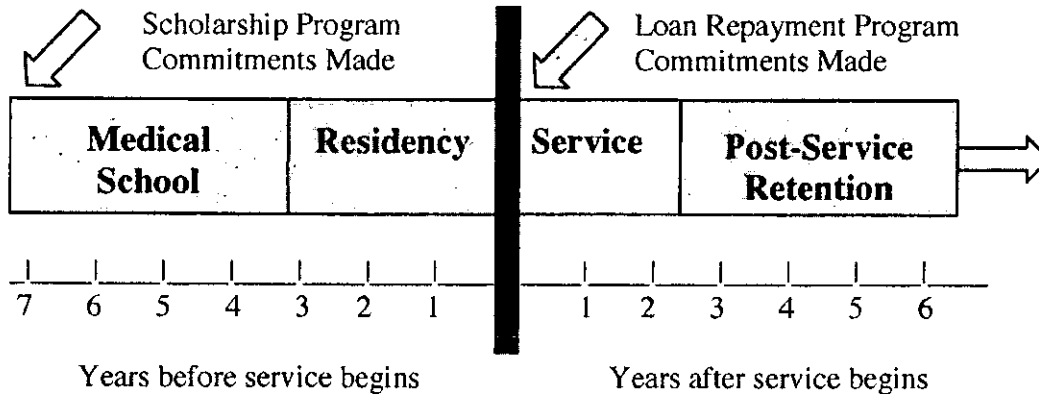 Scholarship Program
Commitments Made
Loan Repayment Program
Commitments Made
Medical
School
Residency
Service
Post-Service
Retention
7 6 5 4 3 2 1 1 2 3 4 5 6
Years before service begins
Years after service begins